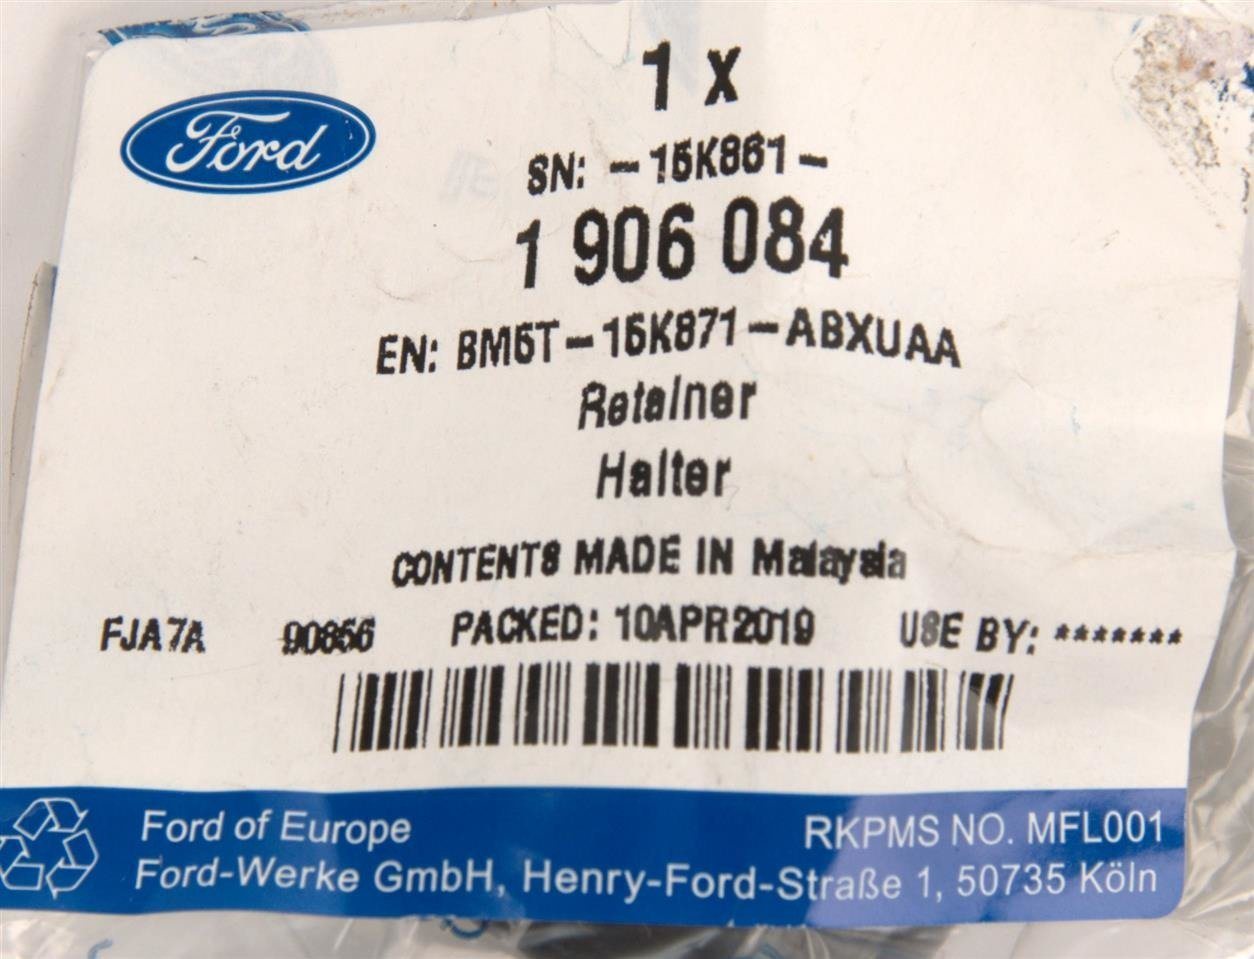 Ford
1 x
SN: -15K861-
1 906 084
EN: BM5T-15K871-ABXUAA
Retainer
Halter
CONTENTS MADE IN Malaysia
FJA7A 90856 PACKED: 10APR2019 USE BY: *******
Ford of Europe RKPMS NO. MFL001
Ford-Werke GmbH, Henry-Ford-Straße 1, 50735 Köln